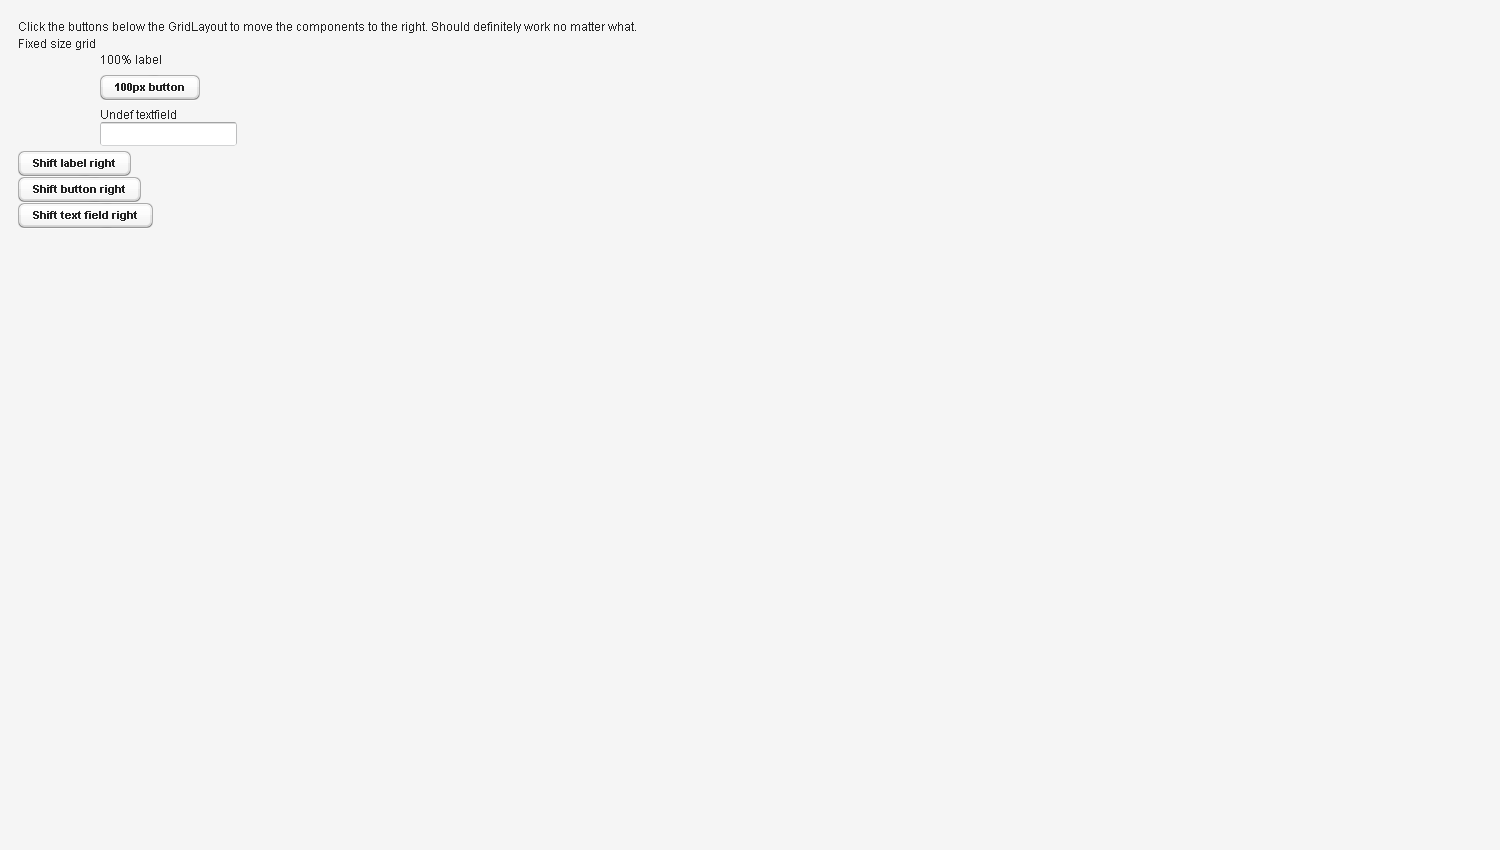 Click the buttons below the GridLayout to move the components to the right. Should definitely work no matter what.
Fixed size grid
100% label
100px button
Undef textfield
Shift label right
Shift button right
Shift text field right